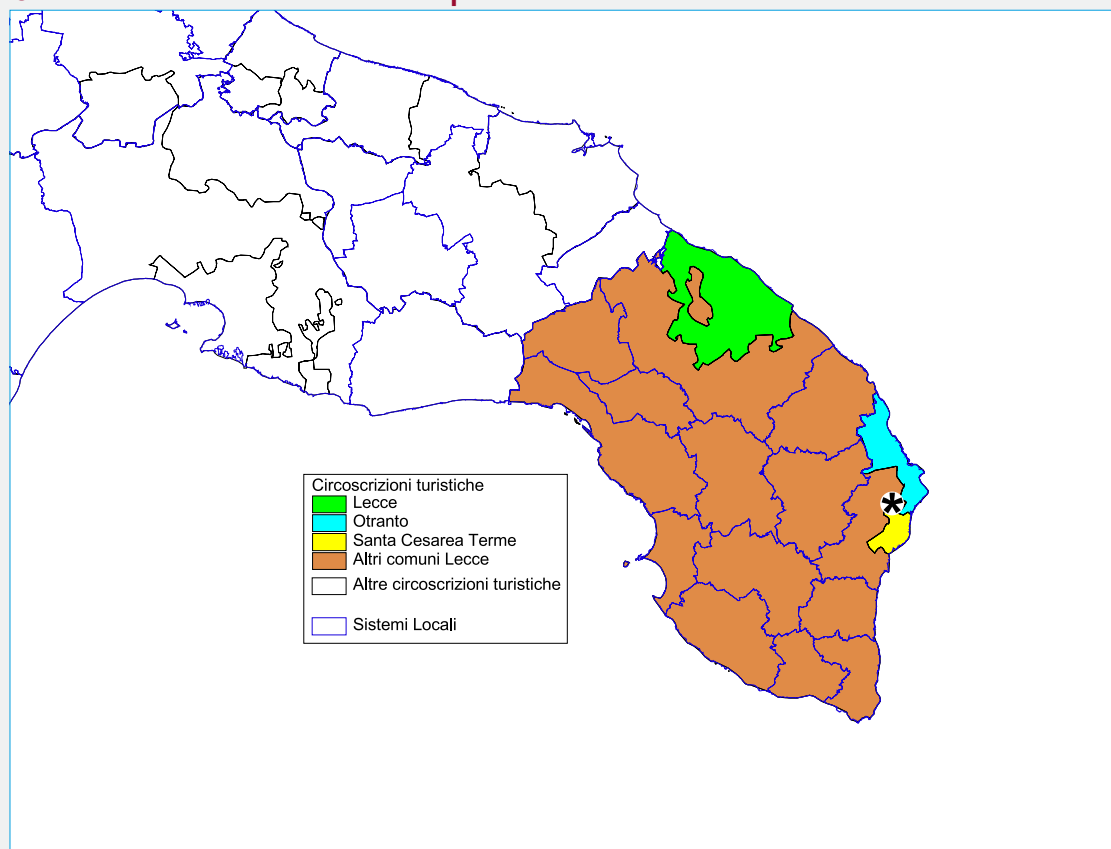 Circoscrizioni turistiche
Lecce
Otranto
Santa Cesarea Terme
Altri comuni Lecce
Altre circoscrizioni turistiche
Sistemi Locali
*